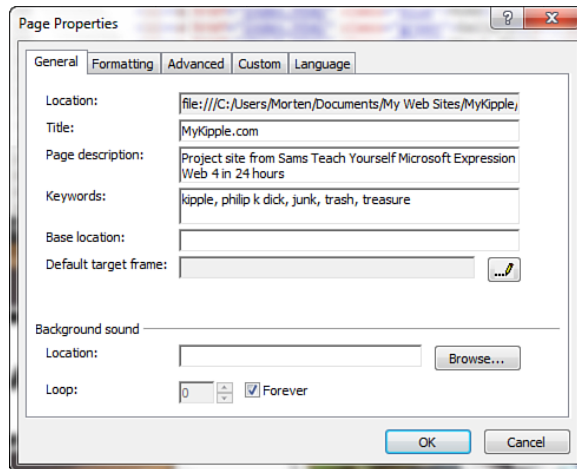 Page Properties
General Formatting Advanced Custom Language
Location: file:///C:/Users/Morten/Documents/My Web Sites/MyKipple/
Title: MyKipple.com
Page description: Project site from Sams Teach Yourself Microsoft Expression
Web 4 in 24 hours
Keywords: kipple, philip k dick, junk, trash, treasure
Base location:
Default target frame:
Background sound
Location: Browse...
Loop: 0 Forever
OK Cancel